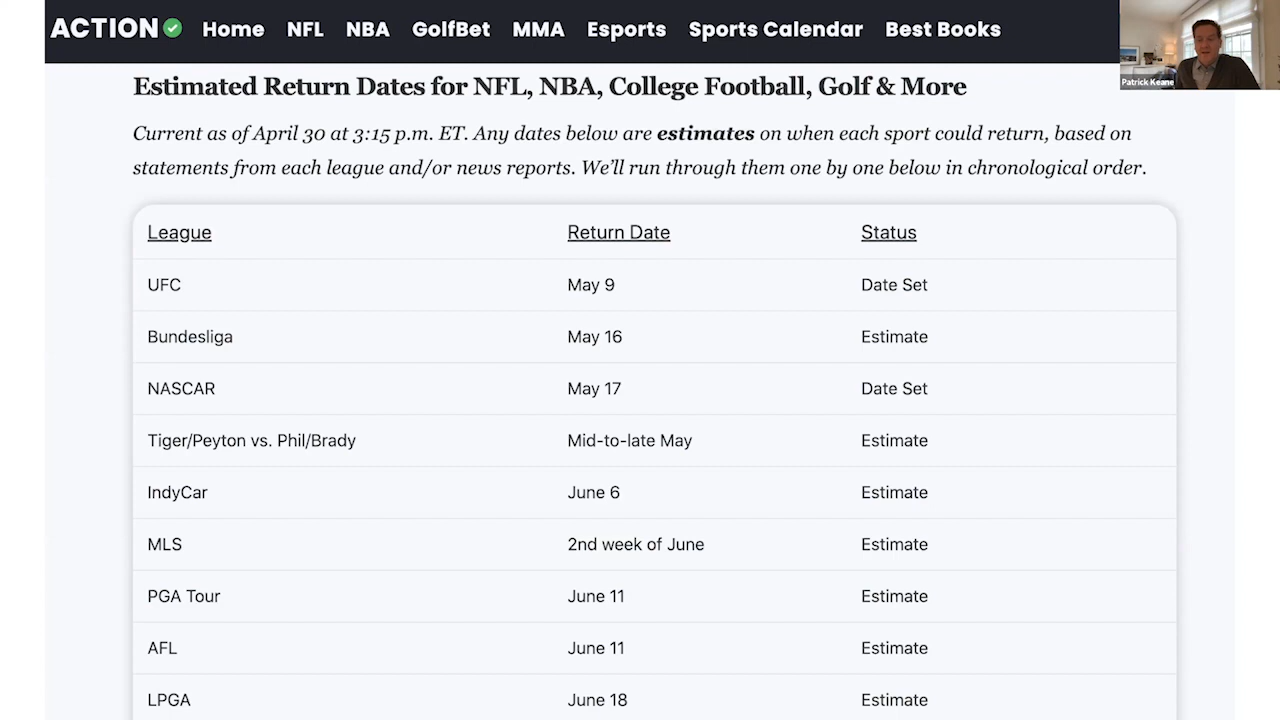 ACTION Home NFL NBA GolfBet MMA Esports Sports Calendar Best Books
Patrick Keane
Estimated Return Dates for NFL, NBA, College Football, Golf & More
Current as of April 30 at 3:15 p.m. ET. Any dates below are estimates on when each sport could return, based on
statements from each league and/or news reports. We'll run through them one by one below in chronological order.
League Return Date Status
UFC May 9 Date Set
Bundesliga May 16 Estimate
NASCAR May 17 Date Set
Tiger/Peyton vs. Phil/Brady Mid-to-late May Estimate
IndyCar June 6 Estimate
MLS 2nd week of June Estimate
PGA Tour June 11 Estimate
AFL June 11 Estimate
LPGA June 18 Estimate